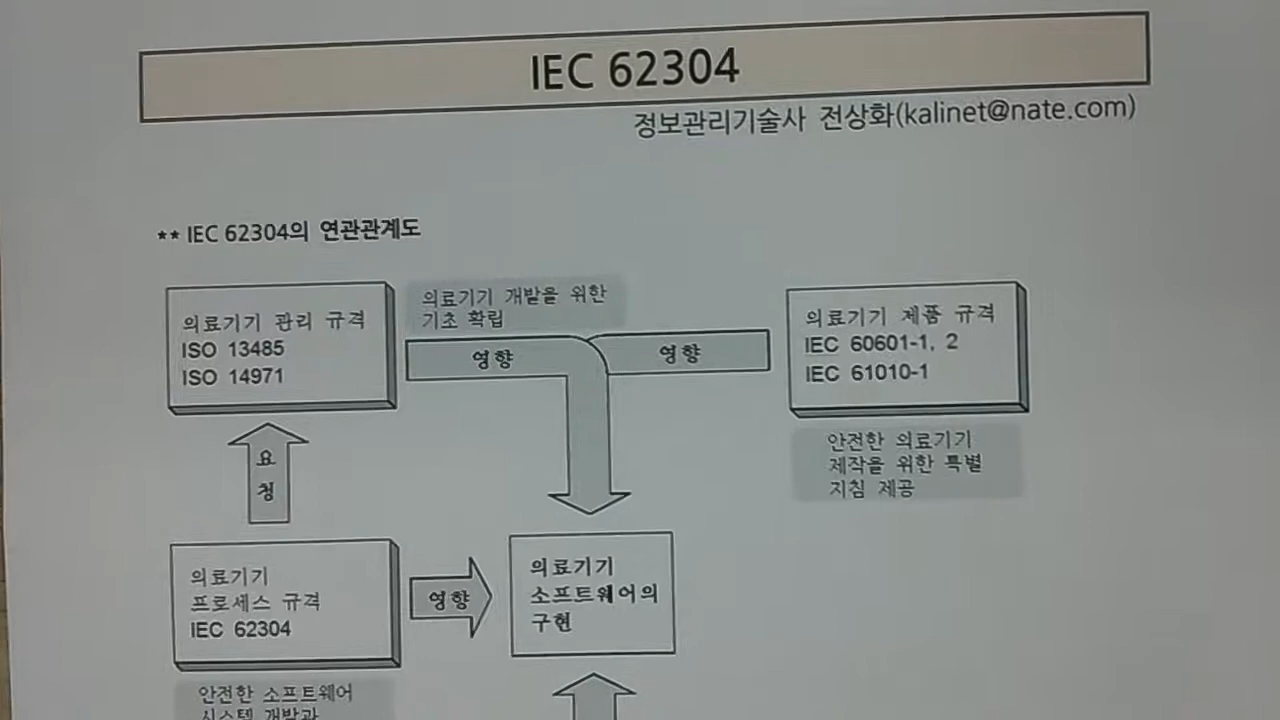 IEC 62304
정보관리기술사 전상화(kalinet@nate.com)
** IEC 62304의 연관관계도
의료기기 관리 규격
ISO 13485
ISO 14971
의료기기 개발을 위한
기초 확립
영향
영향
의료기기 제품 규격
IEC 60601-1, 2
IEC 61010-1
안전한 의료기기
제작을 위한 특별
지침 제공
요
청
의료기기
프로세스 규격
IEC 62304
영향
의료기기
소프트웨어의
구현
안전한 소프트웨어
시스템 개발과